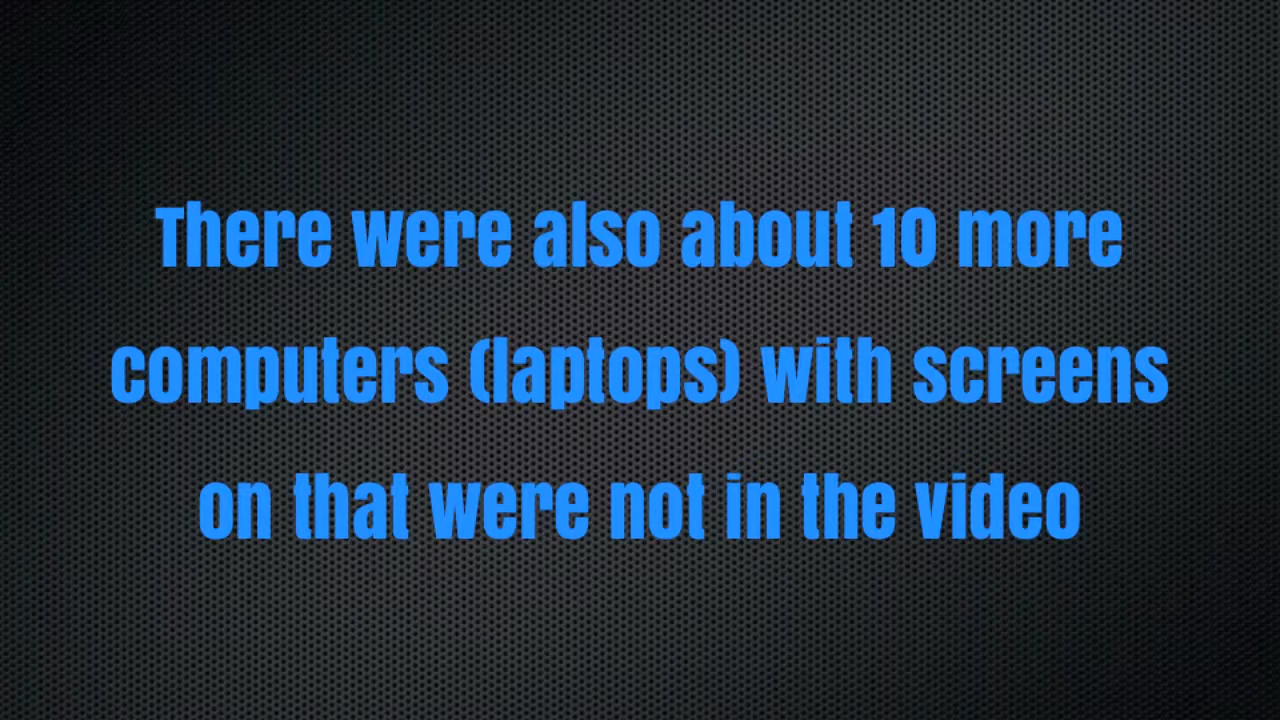 There were also about 10 more
computers (laptops) with screens
on that were not in the video